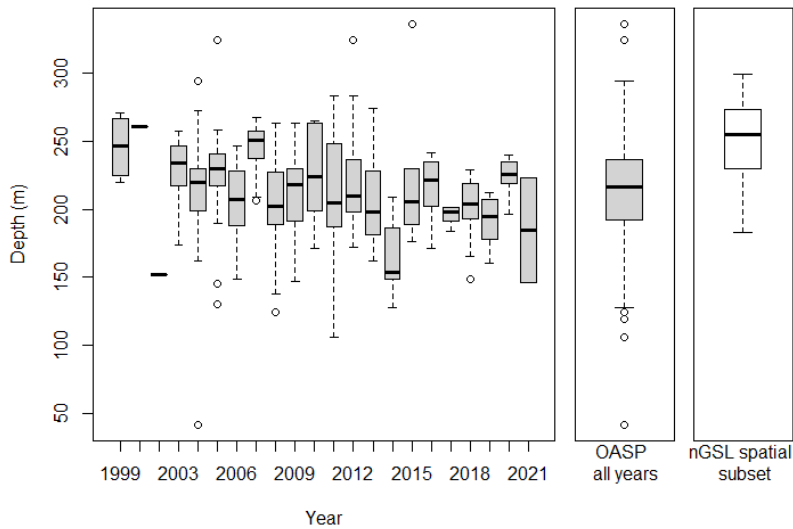 Depth (m)
300
250
200
150
100
50
1999
2003
2006
2009
2012
2015
2018
2021
Year
OASP
all years
nGSL spatial
subset